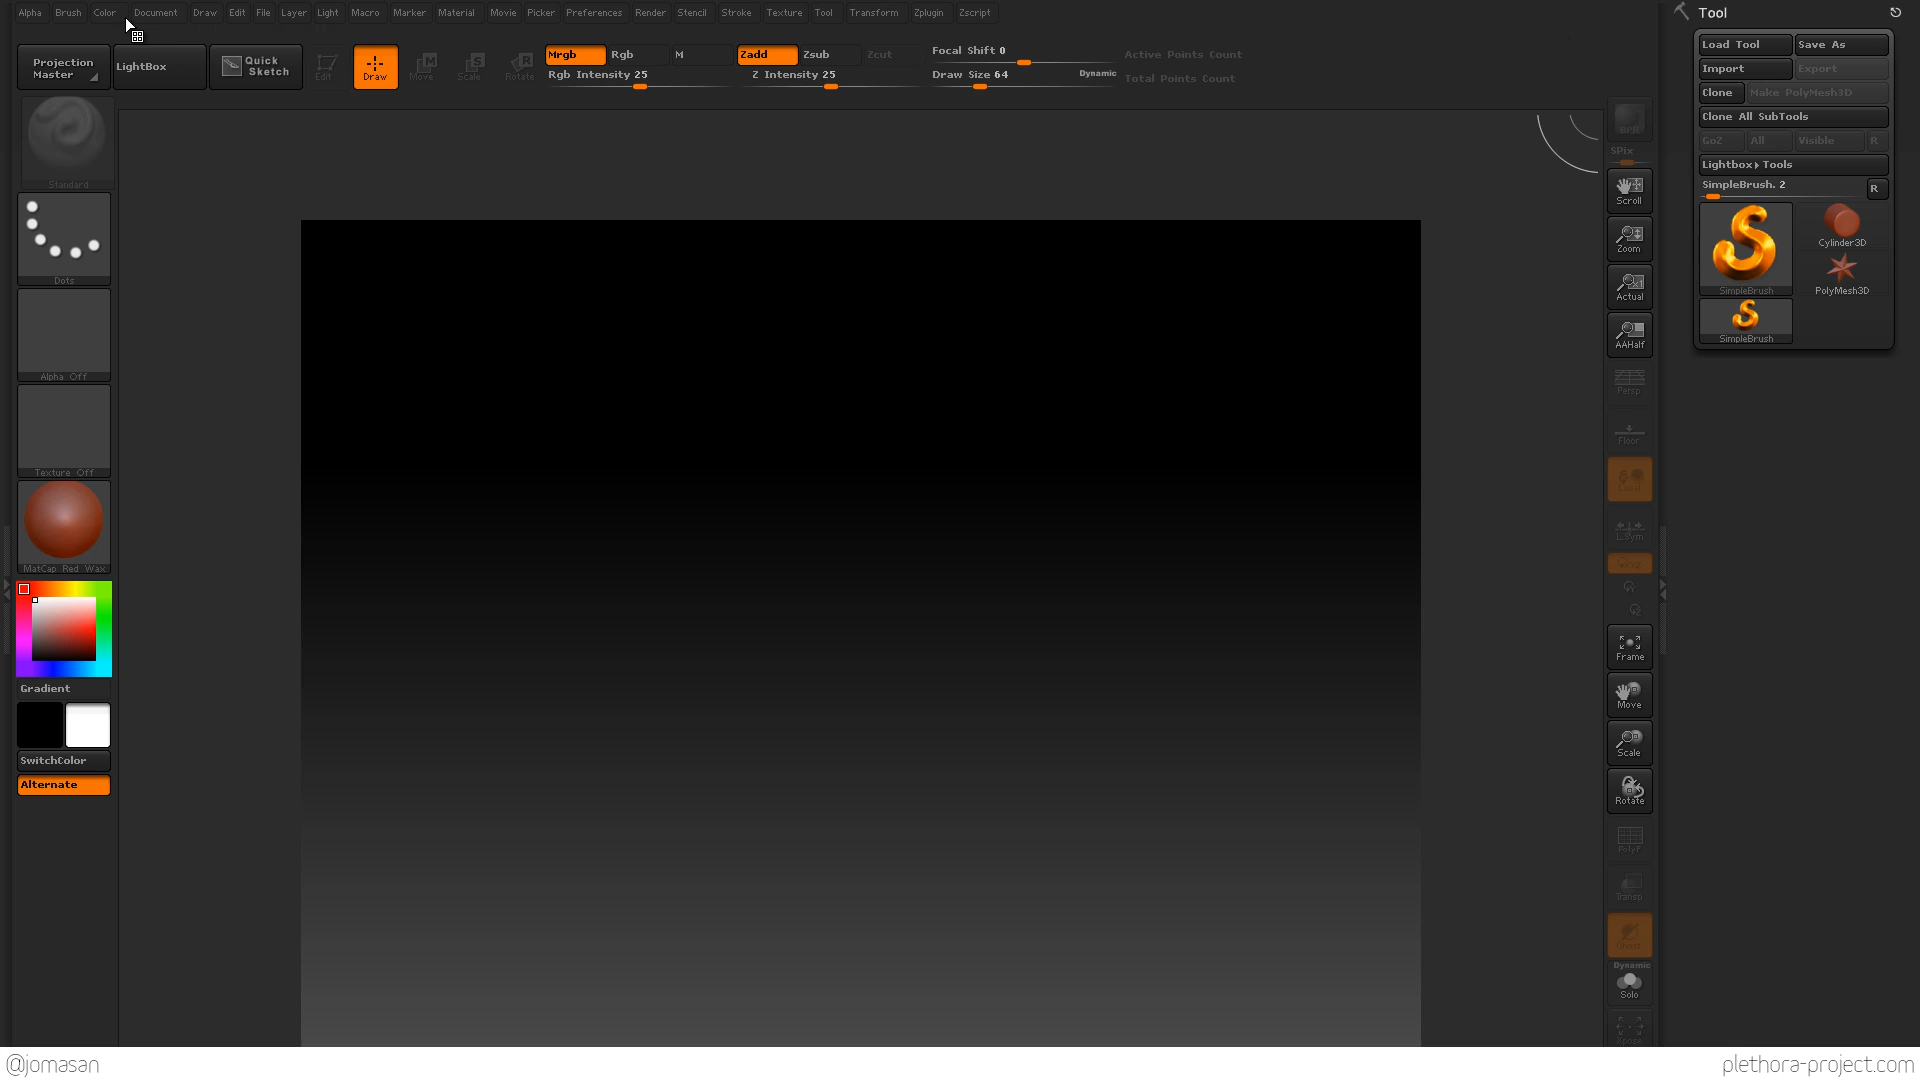 Alpha Brush Color Document Draw Edit File Layer Light Macro Marker Material Movie Picker Preferences Render Stencil Stroke Texture Tool Transform Zplugin Zscript
Tool
Projection Master
LightBox
Quick Sketch
Edit
Draw
Move
Scale
Rotate
Mrgb Rgb M
Rgb Intensity 25
Zadd Zsub Zcut
Z Intensity 25
Focal Shift 0
Draw Size 64
Dynamic
Active Points Count
Total Points Count
Load Tool Save As
Import Export
Clone Make PolyMesh3D
Clone All SubTools
GoZ All Visible R
Lightbox▸Tools
SimpleBrush. 2 R
SimpleBrush
Cylinder3D
PolyMesh3D
SimpleBrush
Standard
Dots
Alpha Off
Texture Off
MatCap Red Wax
Gradient
SwitchColor
Alternate
BPR
SPix
Scroll
Zoom
Actual
AAHalf
Persp
Floor
Local
L.Sym
Frame
Move
Scale
Rotate
PolyF
Transp
Ghost
Dynamic
Solo
Xpose
@jomasan
plethora-project.com